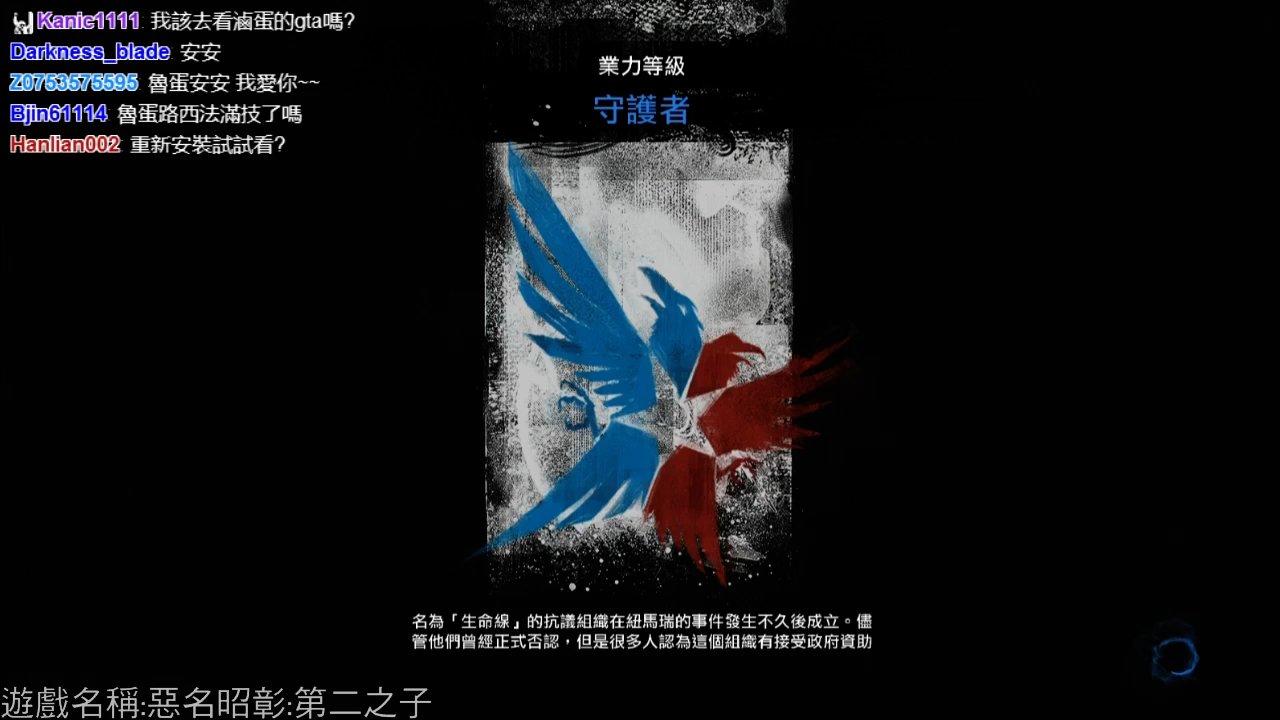 Kanic1111: 我該去看滷蛋的gta嗎?
Darkness_blade: 安安
Z0753575595: 魯蛋安安 我愛你~~
Bjin61114: 魯蛋路西法滿技了嗎
Hanlian002: 重新安裝試試看?
業力等級
守護者
名為「生命線」的抗議組織在紐馬瑞的事件發生不久後成立。儘
管他們曾經正式否認，但是很多人認為這個組織有接受政府資助
遊戲名稱:惡名昭彰:第二之子